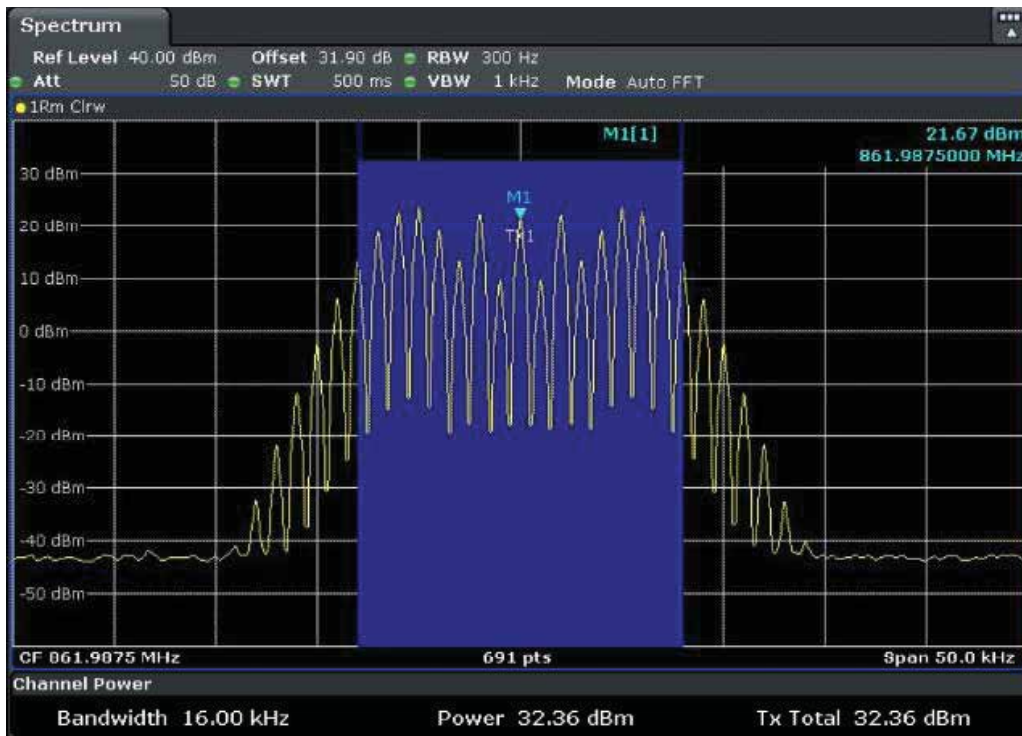 Spectrum
Ref Level 40.00 dBm Offset 31.90 dB RBW 300 Hz
Att 50 dB SWT 500 ms VBW 1 kHz Mode Auto FFT
1Rm Clrw
M1[1] 21.67 dBm
861.9875000 MHz
30 dBm
M1
20 dBm
TX1
10 dBm
0 dBm
-10 dBm
-20 dBm
-30 dBm
-40 dBm
-50 dBm
CF 861.9875 MHz 691 pts Span 50.0 kHz
Channel Power
Bandwidth 16.00 kHz Power 32.36 dBm Tx Total 32.36 dBm